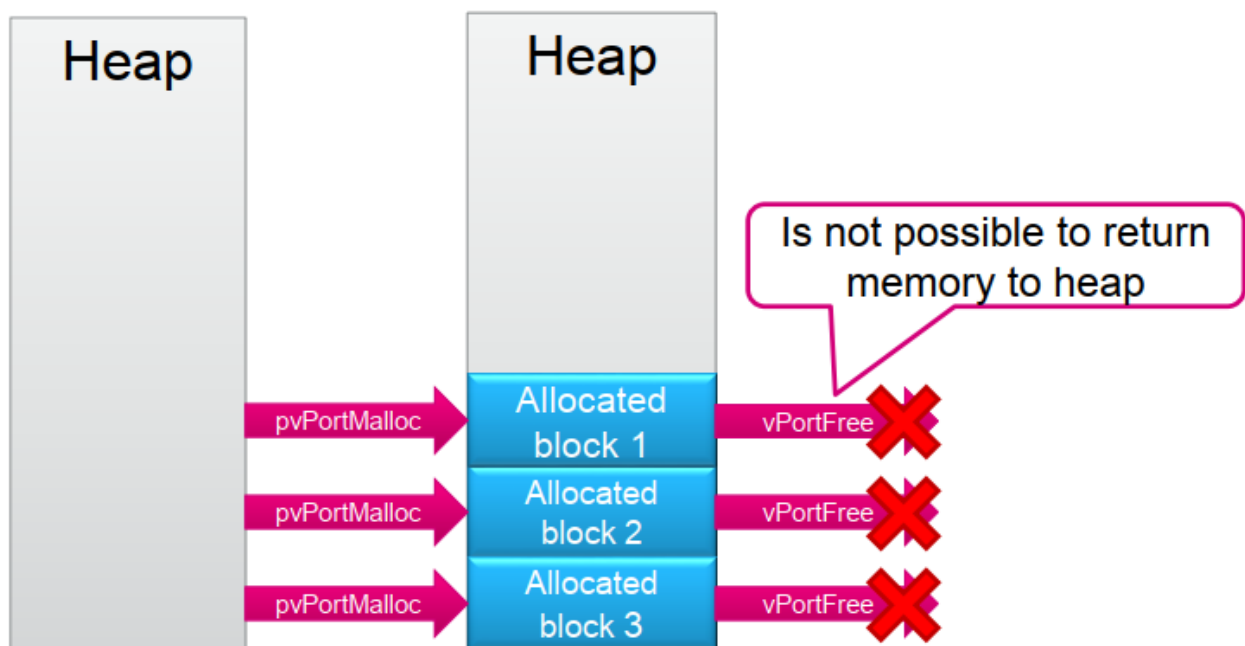 Heap
Heap
Is not possible to return
memory to heap
pvPortMalloc
Allocated
block 1
vPortFree
pvPortMalloc
Allocated
block 2
vPortFree
pvPortMalloc
Allocated
block 3
vPortFree